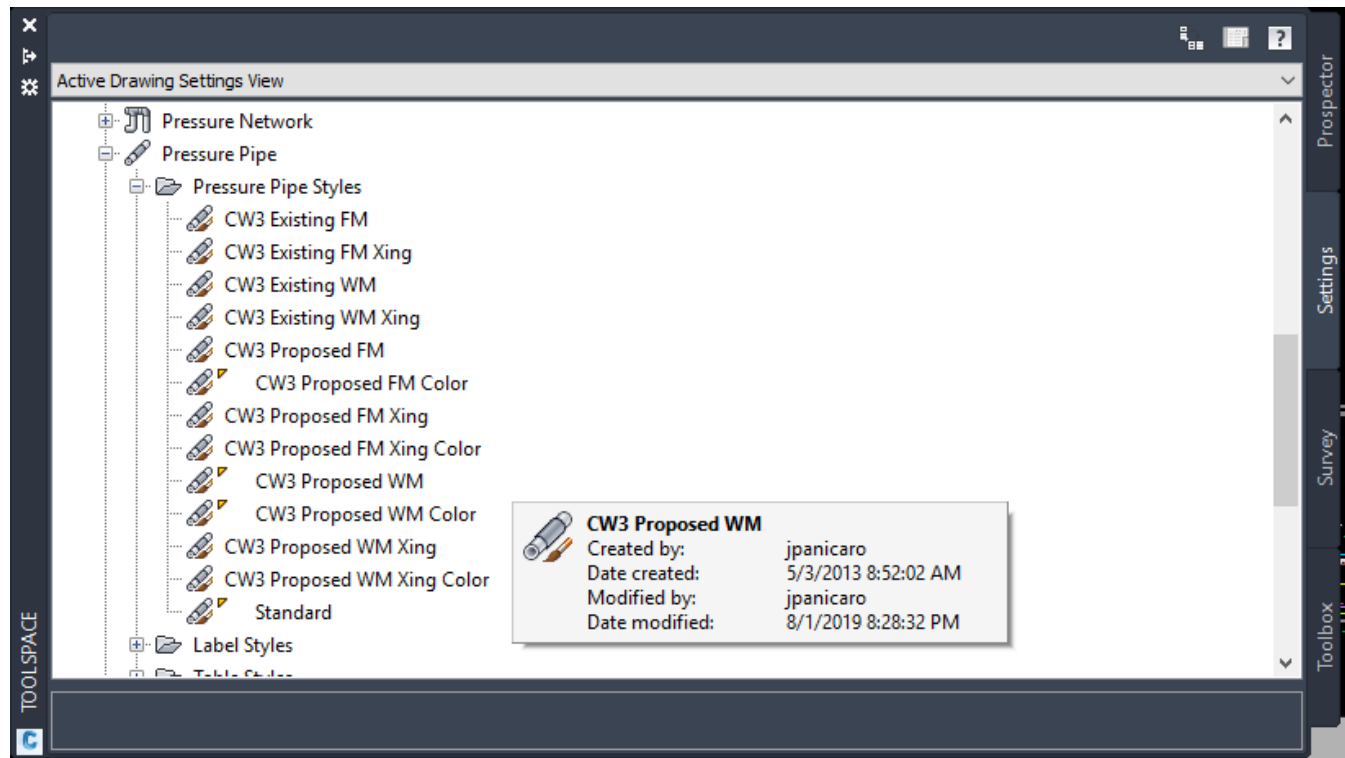 Active Drawing Settings View
Pressure Network
Pressure Pipe
Pressure Pipe Styles
CW3 Existing FM
CW3 Existing FM Xing
CW3 Existing WM
CW3 Existing WM Xing
CW3 Proposed FM
CW3 Proposed FM Color
CW3 Proposed FM Xing
CW3 Proposed FM Xing Color
CW3 Proposed WM
CW3 Proposed WM Color
CW3 Proposed WM Xing
CW3 Proposed WM Xing Color
Standard
Label Styles
Table Styles
CW3 Proposed WM
Created by: jpanicaro
Date created: 5/3/2013 8:52:02 AM
Modified by: jpanicaro
Date modified: 8/1/2019 8:28:32 PM
Prospector
Settings
Survey
Toolbox
TOOLSPACE